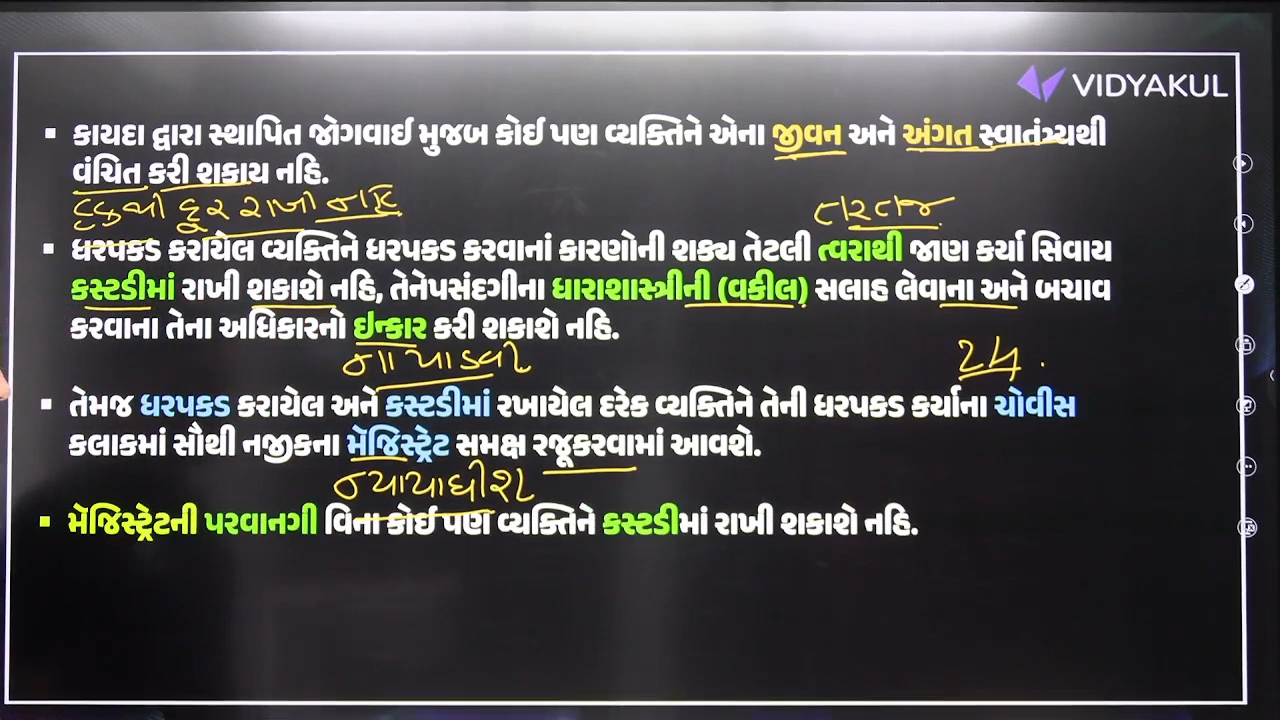 VIDYAKUL
▪ કાયદા દ્વારા સ્થાપિત જોગવાઈ મુજબ કોઈ પણ વ્યક્તિને એના જીવન અને અંગત સ્વાતંત્ર્યથી
વંચિત કરી શકાય નહિ.
દૂર રાખી નહિ તરતજ
▪ ધરપકડ કરાયેલ વ્યક્તિને ધરપકડ કરવાનાં કારણોની શક્ય તેટલી ત્વરાથી જાણ કર્યા સિવાય
કસ્ટડીમાં રાખી શકાશે નહિ, તેનેપસંદગીના ધારાશાસ્ત્રીની (વકીલ) સલાહ લેવાના અને બચાવ
કરવાના તેના અધિકારનો ઇન્કાર કરી શકાશે નહિ.
ના પાડવી 24.
▪ તેમજ ધરપકડ કરાયેલ અને કસ્ટડીમાં રખાયેલ દરેક વ્યક્તિને તેની ધરપકડ કર્યાના ચોવીસ
કલાકમાં સૌથી નજીકના મેજિસ્ટ્રેટ સમક્ષ રજૂકરવામાં આવશે.
ન્યાયાધીશ
▪ મેજિસ્ટ્રેટની પરવાનગી વિના કોઈ પણ વ્યક્તિને કસ્ટડીમાં રાખી શકાશે નહિ.